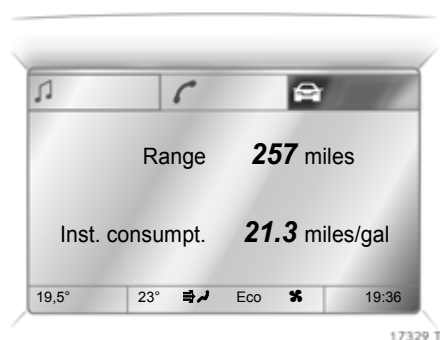 Range 257 miles
Inst. consumpt. 21.3 miles/gal
19,5° 23° Eco 19:36
17329 T